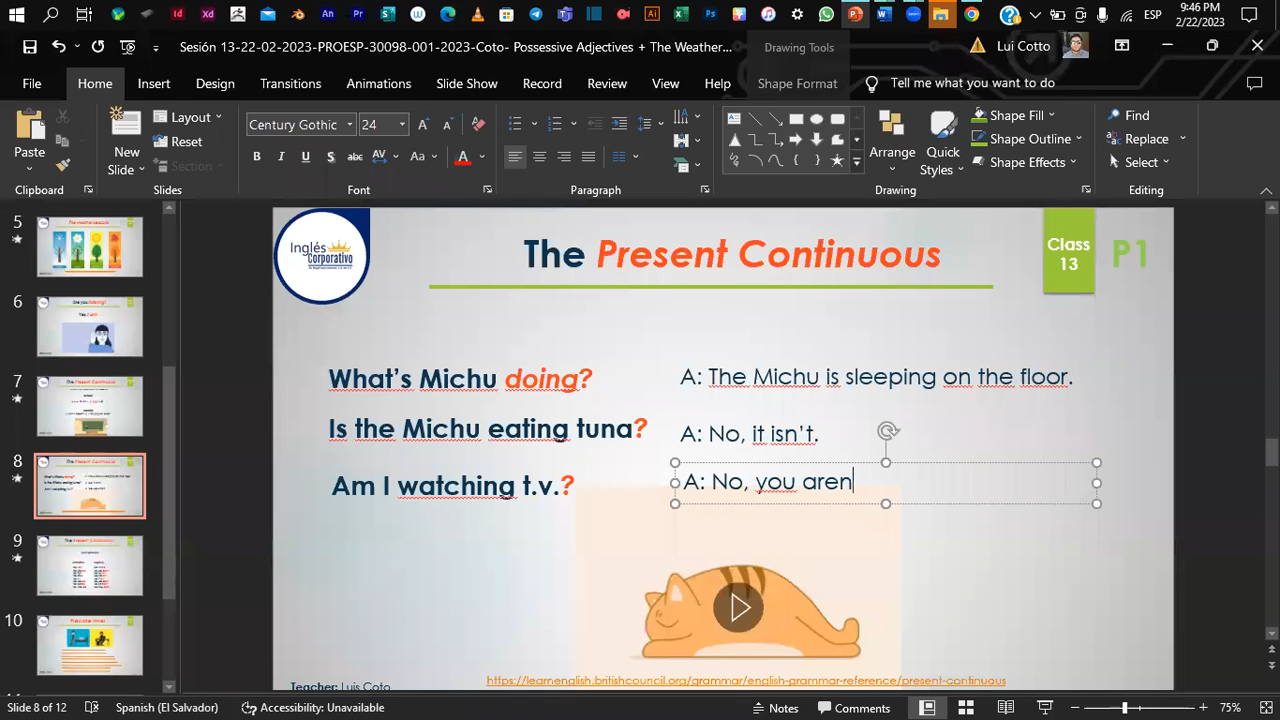 ESP
9:46 PM
2/22/2023
Sesión 13-22-02-2023-PROESP-30098-001-2023-Coto- Possessive Adjectives + The Weather...
Drawing Tools
Lui Cotto
File
Home
Insert
Design
Transitions
Animations
Slide Show
Record
Review
View
Help
Shape Format
Tell me what you want to do
Paste
New Slide
Layout
Reset
Section
Century Gothic
24
Arrange
Quick Styles
Shape Fill
Shape Outline
Shape Effects
Find
Replace
Select
Clipboard
Slides
Font
Paragraph
Drawing
Editing
5
6
7
8
9
10
Inglés
Corporativo
The Present Continuous
Class
13
P1
What's Michu doing?
A: The Michu is sleeping on the floor.
Is the Michu eating tuna?
A: No, it isn't.
Am I watching t.v.?
A: No, you aren
Teacher: Luis Coto
https://learnenglish.britishcouncil.org/grammar/english-grammar-reference/present-continuous
Slide 8 of 12
Spanish (El Salvador)
Accessibility: Unavailable
Notes
Comments
75%